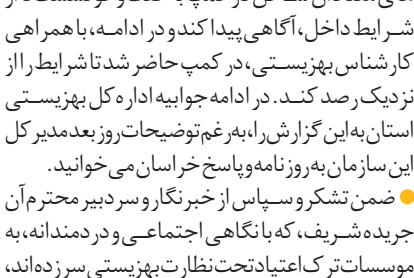 شرایط داخل، آگاهی پیدا کند و در ادامه، با همراهی
کارشناس بهزیستی، در کمپ حاضر شد تا شرایط را از
نزدیک رصد کند. در ادامه جوابیه اداره کل بهزیستی
استان به این گزارش را، به رغم توضیحات روز بعد مدیر کل
این سازمان به روزنامه و پاسخ خراسان می خوانید.
● ضمن تشکر و سپاس از خبرنگار و سردبیر محترم آن
جریده شریف، که با نگاهی اجتماعی و دردمندانه، به
موسسات ترک اعتیاد تحت نظارت بهزیستی سرزده اند،